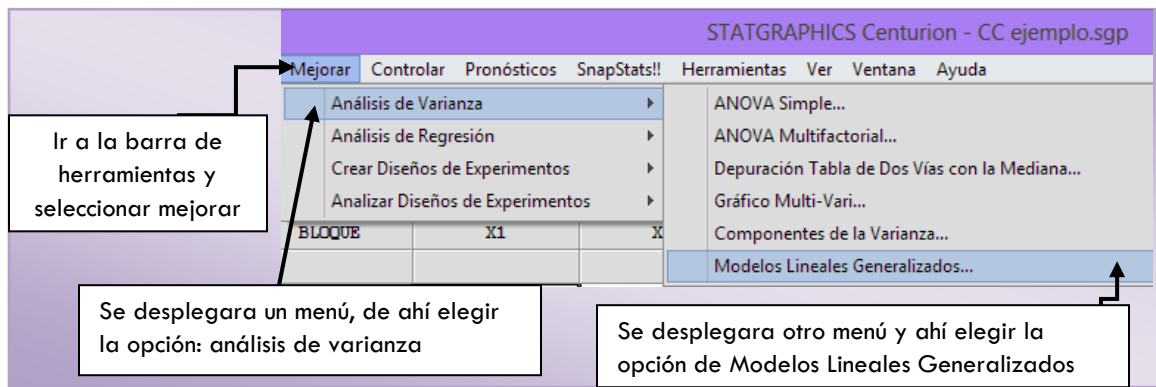 STATGRAPHICS Centurion - CC ejemplo.sgp
Mejorar Controlar Pronósticos SnapStats!! Herramientas Ver Ventana Ayuda
Análisis de Varianza
Análisis de Regresión
Crear Diseños de Experimentos
Analizar Diseños de Experimentos
BLOQUE X1 X
ANOVA Simple...
ANOVA Multifactorial...
Depuración Tabla de Dos Vías con la Mediana...
Gráfico Multi-Vari...
Componentes de la Varianza...
Modelos Lineales Generalizados...
Ir a la barra de
herramientas y
seleccionar mejorar
Se desplegara un menú, de ahí elegir
la opción: análisis de varianza
Se desplegara otro menú y ahí elegir la
opción de Modelos Lineales Generalizados